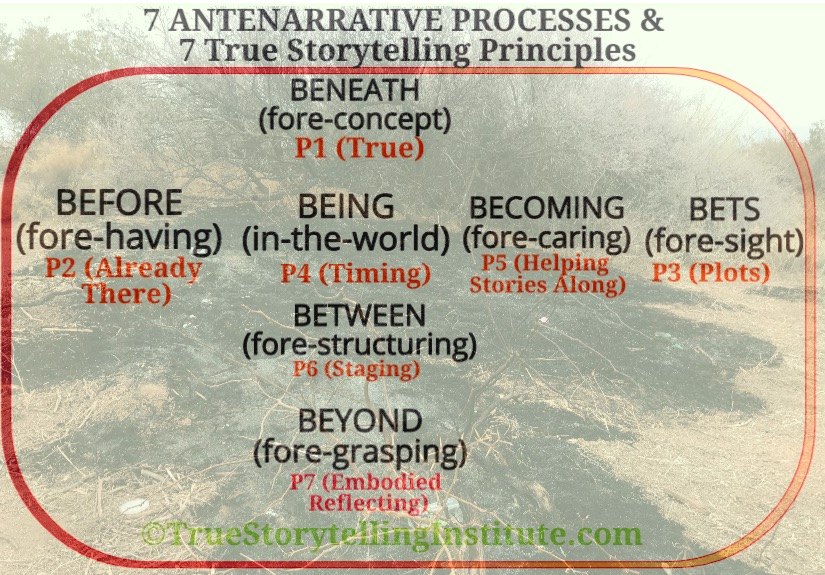 7 ANTENARRATIVE PROCESSES &
7 True Storytelling Principles
BENEATH
(fore-concept)
P1 (True)
BEFORE
(fore-having)
P2 (Already
There)
BEING
(in-the-world)
P4 (Timing)
BECOMING
(fore-caring)
P5 (Helping
Stories Along)
BETS
(fore-sight)
P3 (Plots)
BETWEEN
(fore-structuring)
P6 (Staging)
BEYOND
(fore-grasping)
P7 (Embodied
Reflecting)
©TrueStorytellingInstitute.com